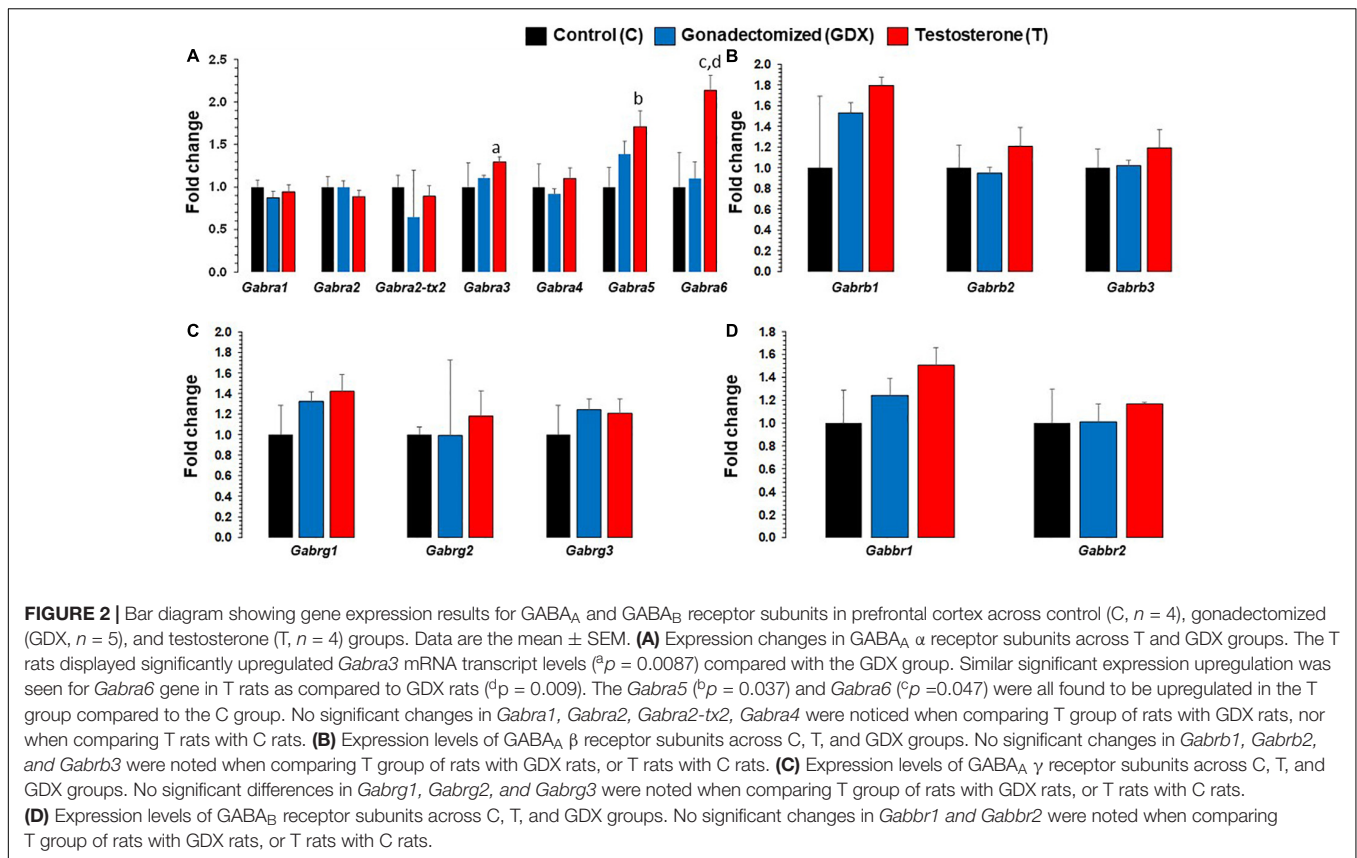 Control (C) Gonadectomized (GDX) Testosterone (T)
A
Fold change
2.5
2.0
1.5
1.0
0.5
0.0
a
b
c,d
Gabra1 Gabra2 Gabra2-tx2 Gabra3 Gabra4 Gabra5 Gabra6
B
Fold change
2.0
1.8
1.6
1.4
1.2
1.0
0.8
0.6
0.4
0.2
0.0
Gabrb1 Gabrb2 Gabrb3
C
Fold change
2.0
1.8
1.6
1.4
1.2
1.0
0.8
0.6
0.4
0.2
0.0
Gabrg1 Gabrg2 Gabrg3
D
Fold change
1.8
1.6
1.4
1.2
1.0
0.8
0.6
0.4
0.2
0.0
Gabbr1 Gabbr2
FIGURE 2 | Bar diagram showing gene expression results for GABAA and GABAB receptor subunits in prefrontal cortex across control (C, n = 4), gonadectomized
(GDX, n = 5), and testosterone (T, n = 4) groups. Data are the mean ± SEM. (A) Expression changes in GABAA α receptor subunits across T and GDX groups. The T
rats displayed significantly upregulated Gabra3 mRNA transcript levels (ap = 0.0087) compared with the GDX group. Similar significant expression upregulation was
seen for Gabra6 gene in T rats as compared to GDX rats (dp = 0.009). The Gabra5 (bp = 0.037) and Gabra6 (cp =0.047) were all found to be upregulated in the T
group compared to the C group. No significant changes in Gabra1, Gabra2, Gabra2-tx2, Gabra4 were noticed when comparing T group of rats with GDX rats, nor
when comparing T rats with C rats. (B) Expression levels of GABAA β receptor subunits across C, T, and GDX groups. No significant changes in Gabrb1, Gabrb2,
and Gabrb3 were noted when comparing T group of rats with GDX rats, or T rats with C rats. (C) Expression levels of GABAA γ receptor subunits across C, T, and
GDX groups. No significant differences in Gabrg1, Gabrg2, and Gabrg3 were noted when comparing T group of rats with GDX rats, or T rats with C rats.
(D) Expression levels of GABAB receptor subunits across C, T, and GDX groups. No significant changes in Gabbr1 and Gabbr2 were noted when comparing
T group of rats with GDX rats, or T rats with C rats.